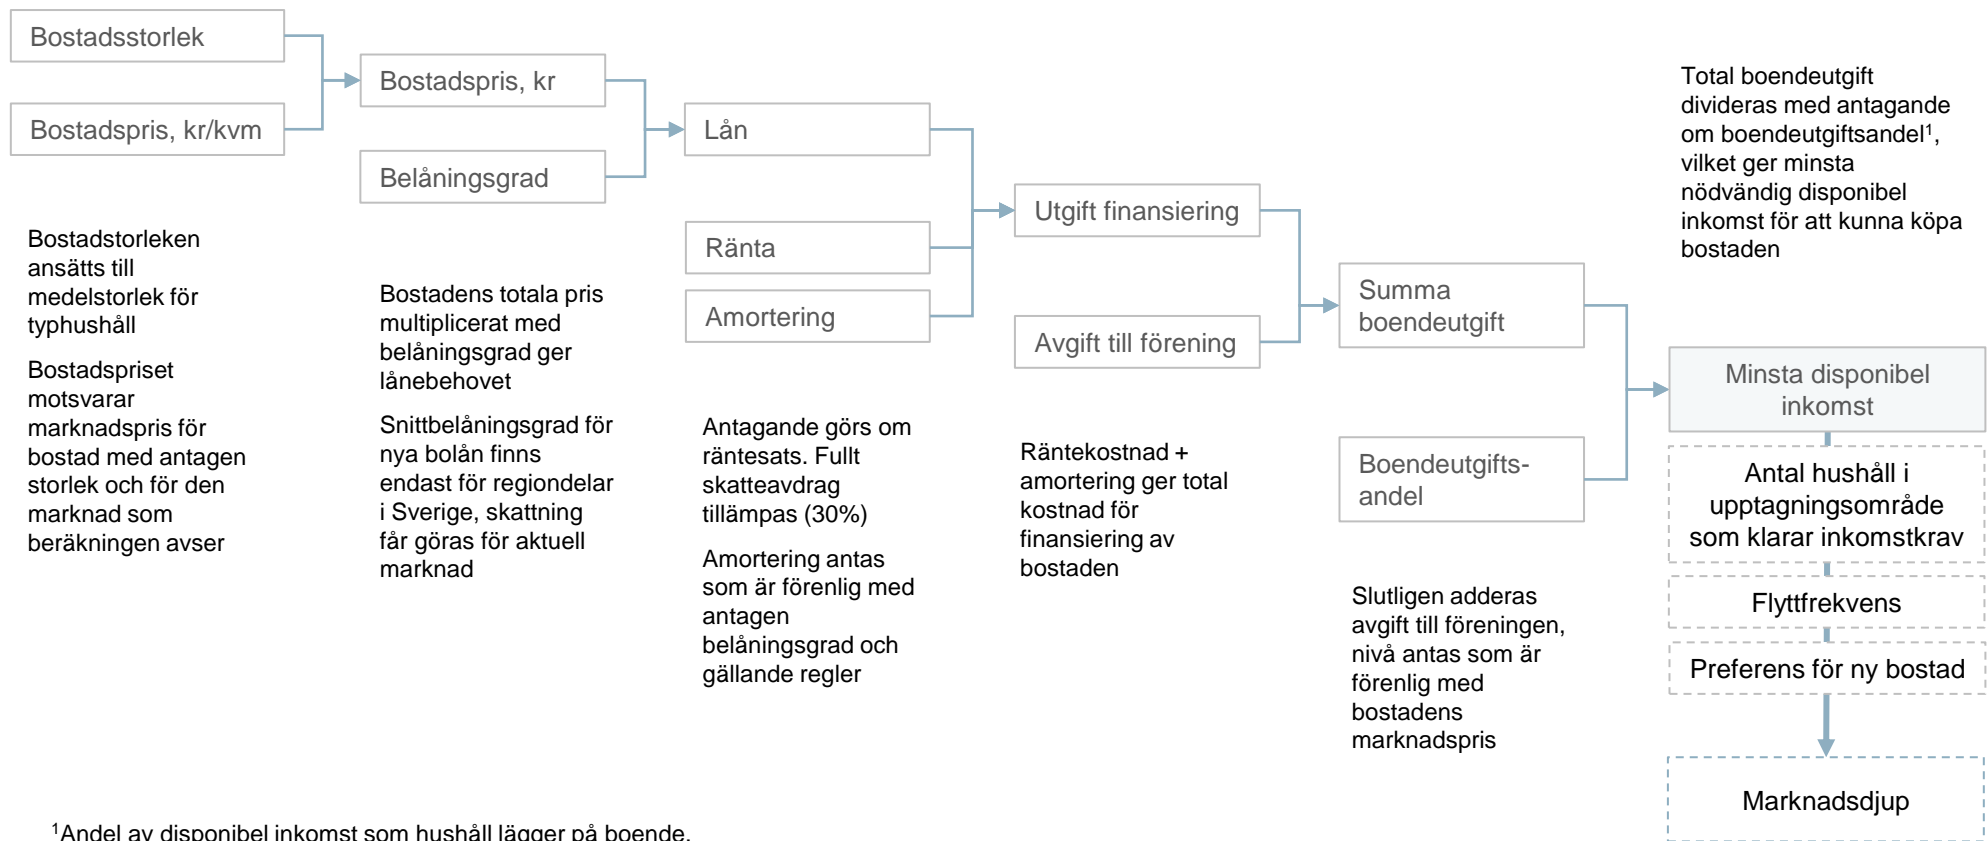 Bostadsstorlek
Bostadspris, kr/kvm
Bostadstorleken
ansätts till
medelstorlek för
typhushåll
Bostadspriset
motsvarar
marknadspris för
bostad med antagen
storlek och för den
marknad som
beräkningen avser
Bostadspris, kr
Belåningsgrad
Bostadens totala pris
multiplicerat med
belåningsgrad ger
lånebehovet
Snittbelåningsgrad för
nya bolån finns
endast för regiondelar
i Sverige, skattning
får göras för aktuell
marknad
Lån
Ränta
Amortering
Antagande görs om
räntesats. Fullt
skatteavdrag
tillämpas (30%)
Amortering antas
som är förenlig med
antagen
belåningsgrad och
gällande regler
Utgift finansiering
Avgift till förening
Räntekostnad +
amortering ger total
kostnad för
finansiering av
bostaden
Summa
boendeutgift
Boendeutgifts-
andel
Slutligen adderas
avgift till föreningen,
nivå antas som är
förenlig med
bostadens
marknadspris
Total boendeutgift
divideras med antagande
om boendeutgiftsandel¹,
vilket ger minsta
nödvändig disponibel
inkomst för att kunna köpa
bostaden
Minsta disponibel
inkomst
Antal hushåll i
upptagningsområde
som klarar inkomstkrav
Flyttfrekvens
Preferens för ny bostad
Marknadsdjup
¹Andel av disponibel inkomst som hushåll lägger på boende.